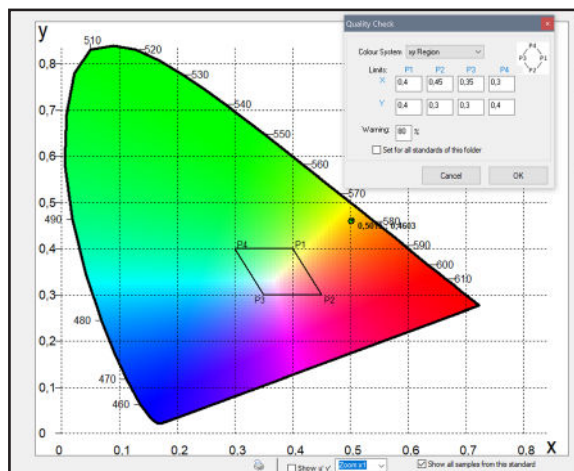 y
Quality Check
Colour System xy Region
Limits: P1 P2 P3 P4
X 0,4 0,45 0,35 0,3
Y 0,4 0,3 0,3 0,4
Warning: 80 %
Set for all standards of this folder
Cancel OK
P4
P3 P1
P2
510
520
530
540
550
560
570
580
590
600
610
490
480
470
460
P4 P1
P3 P2
0,8
0,7
0,6
0,5
0,4
0,3
0,2
0,1
0
0 0,1 0,2 0,3 0,4 0,5 0,6 0,7 0.8 x
Show u' v' Zoom x1 Show all samples from this standard